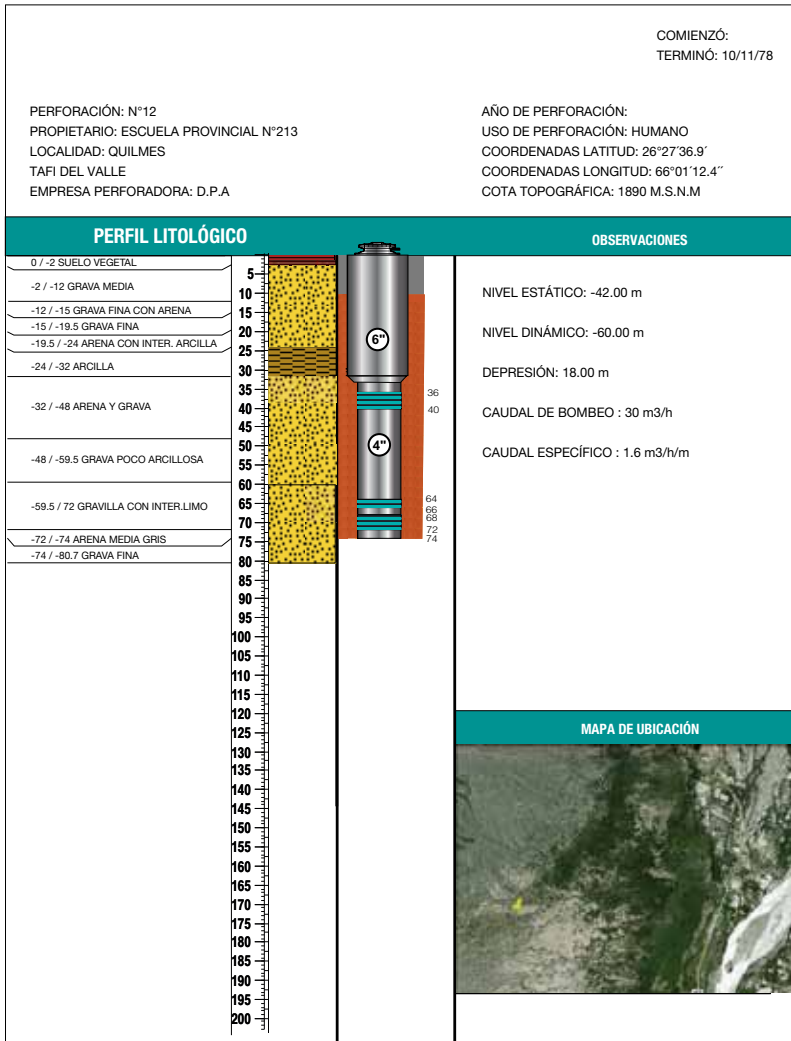 COMIENZÓ:
TERMINÓ: 10/11/78
PERFORACIÓN: N°12
PROPIETARIO: ESCUELA PROVINCIAL N°213
LOCALIDAD: QUILMES
TAFI DEL VALLE
EMPRESA PERFORADORA: D.P.A
AÑO DE PERFORACIÓN:
USO DE PERFORACIÓN: HUMANO
COORDENADAS LATITUD: 26°27´36.9´
COORDENADAS LONGITUD: 66°01´12.4´´
COTA TOPOGRÁFICA: 1890 M.S.N.M
PERFIL LITOLÓGICO
OBSERVACIONES
0 / -2 SUELO VEGETAL
-2 / -12 GRAVA MEDIA
-12 / -15 GRAVA FINA CON ARENA
-15 / -19.5 GRAVA FINA
-19.5 / -24 ARENA CON INTER. ARCILLA
-24 / -32 ARCILLA
-32 / -48 ARENA Y GRAVA
-48 / -59.5 GRAVA POCO ARCILLOSA
-59.5 / 72 GRAVILLA CON INTER.LIMO
-72 / -74 ARENA MEDIA GRIS
-74 / -80.7 GRAVA FINA
5
10
15
20
25
30
35
40
45
50
55
60
65
70
75
80
85
90
95
100
105
110
115
120
125
130
135
140
145
150
155
160
165
170
175
180
185
190
195
200
6"
4"
36
40
64
66
68
72
74
NIVEL ESTÁTICO: -42.00 m
NIVEL DINÁMICO: -60.00 m
DEPRESIÓN: 18.00 m
CAUDAL DE BOMBEO : 30 m3/h
CAUDAL ESPECÍFICO : 1.6 m3/h/m
MAPA DE UBICACIÓN